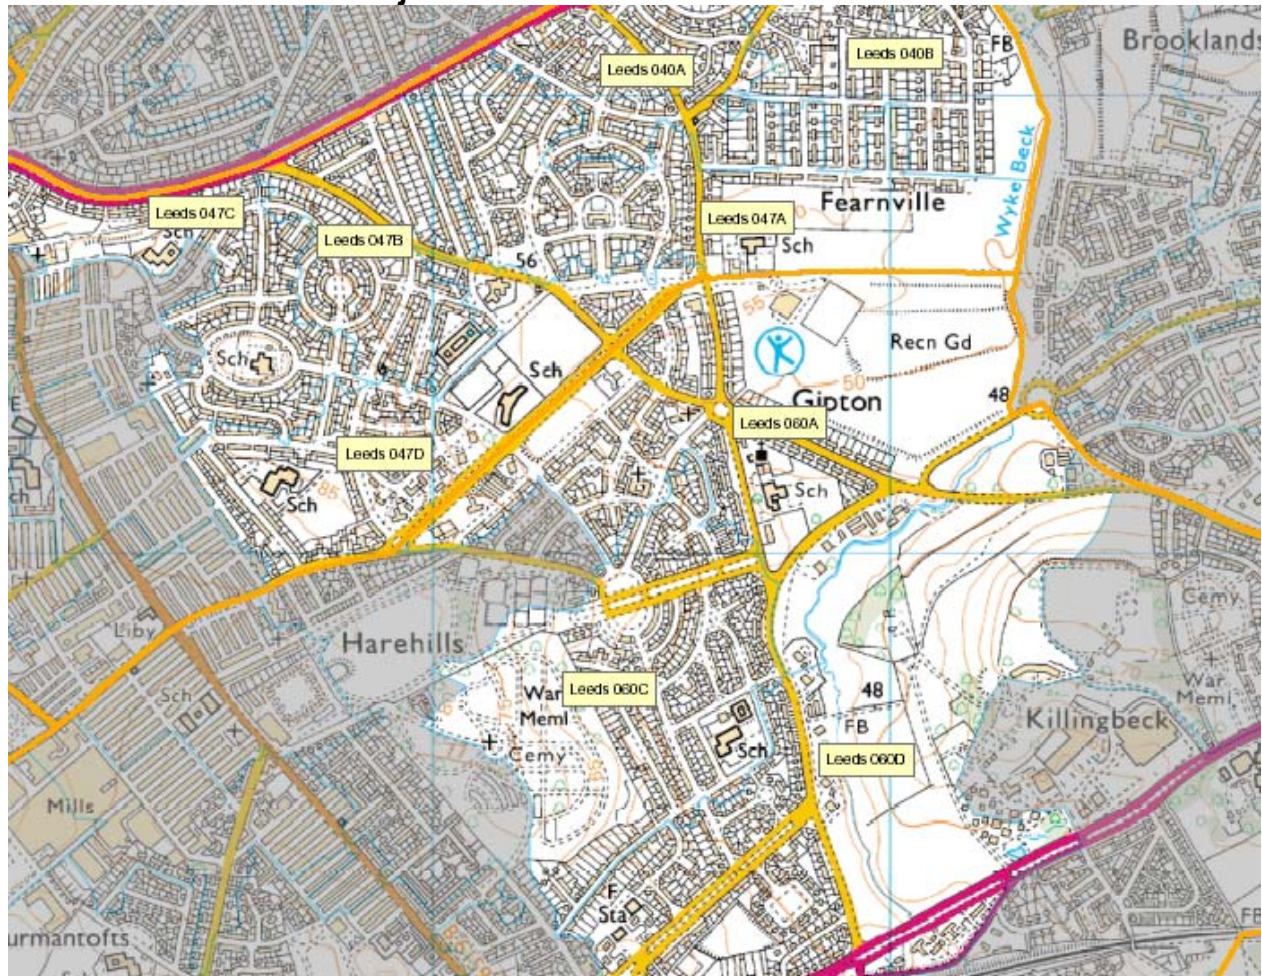 FB
Brooklands
Leeds 040A
Leeds 040B
Wyke Beck
Fearnville
Leeds 047C
Sch
Leeds 047B
Leeds 047A
Sch
56
55
Recn Gd
Sch
Sch
50
Gipton
48
Leeds 060A
Leeds 047D
85
Sch
Sch
Liby
Harehills
Cemy
War
Meml
Sch
War
Meml
Leeds 060C
48
FB
Killingbeck
Cemy
65
Sch
Leeds 060D
Mills
F
Sta
urmantofts
FB